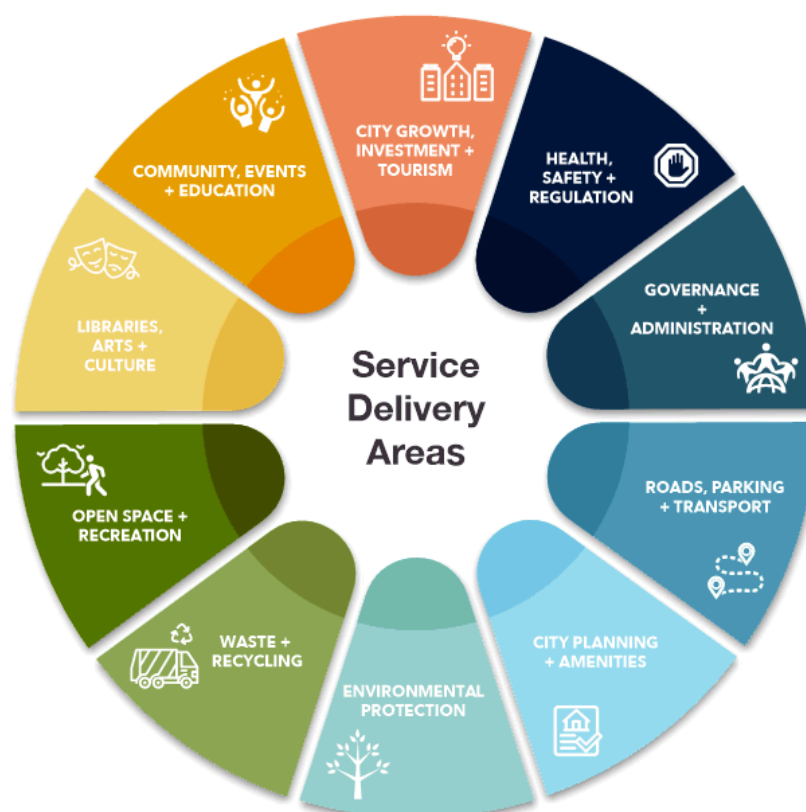 CITY GROWTH,
INVESTMENT +
TOURISM
HEALTH,
SAFETY +
REGULATION
GOVERNANCE
+
ADMINISTRATION
ROADS, PARKING
+ TRANSPORT
CITY PLANNING
+ AMENITIES
ENVIRONMENTAL
PROTECTION
WASTE +
RECYCLING
OPEN SPACE +
RECREATION
LIBRARIES,
ARTS +
CULTURE
COMMUNITY, EVENTS
+ EDUCATION
Service
Delivery
Areas